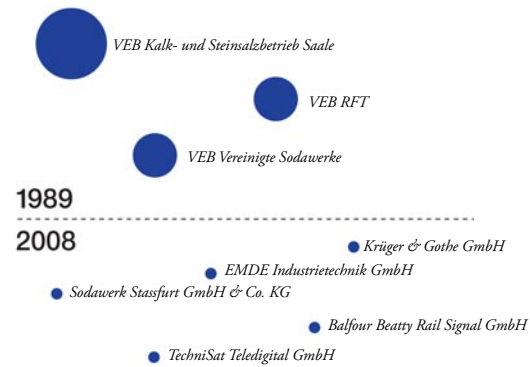 VEB Kalk- und Steinsalzbetrieb Saale
VEB RFT
VEB Vereinigte Sodawerke
1989
2008
Krüger & Gothe GmbH
EMDE Industrietechnik GmbH
Sodawerk Stassfurt GmbH & Co. KG
Balfour Beatty Rail Signal GmbH
TechniSat Teledigital GmbH